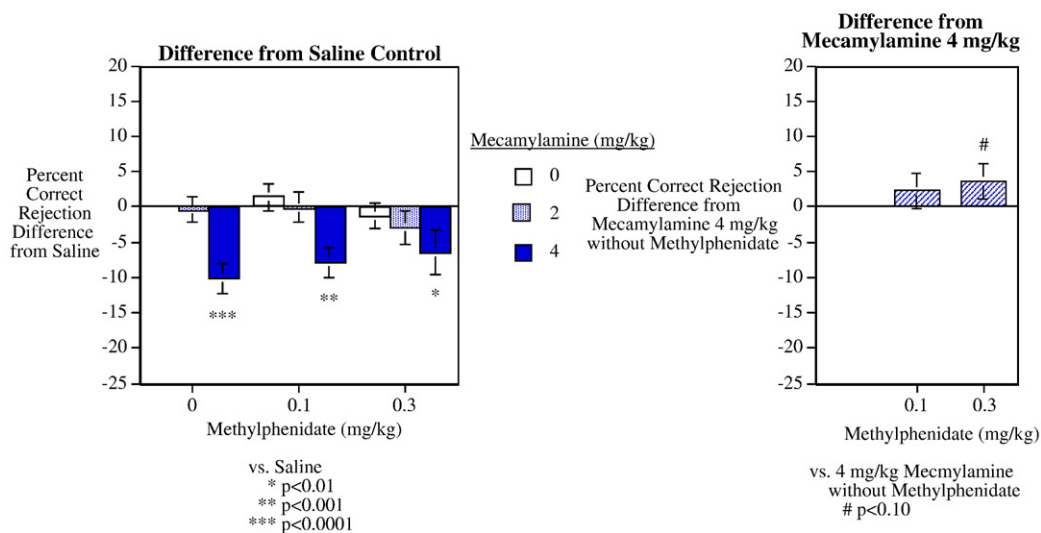 Difference from Saline Control
20
15
10
5
0
-5
-10
-15
-20
-25
Percent
Correct
Rejection
Difference
from Saline
***
**
*
0
0.1
0.3
Methylphenidate (mg/kg)
vs. Saline
* p<0.01
** p<0.001
*** p<0.0001
Mecamylamine (mg/kg)
0
2
4
Difference from
Mecamylamine 4 mg/kg
20
15
10
5
0
-5
-10
-15
-20
-25
Percent Correct Rejection
Difference from
Mecamylamine 4 mg/kg
without Methylphenidate
#
0.1
0.3
Methylphenidate (mg/kg)
vs. 4 mg/kg Mecmylamine
without Methylphenidate
# p<0.10